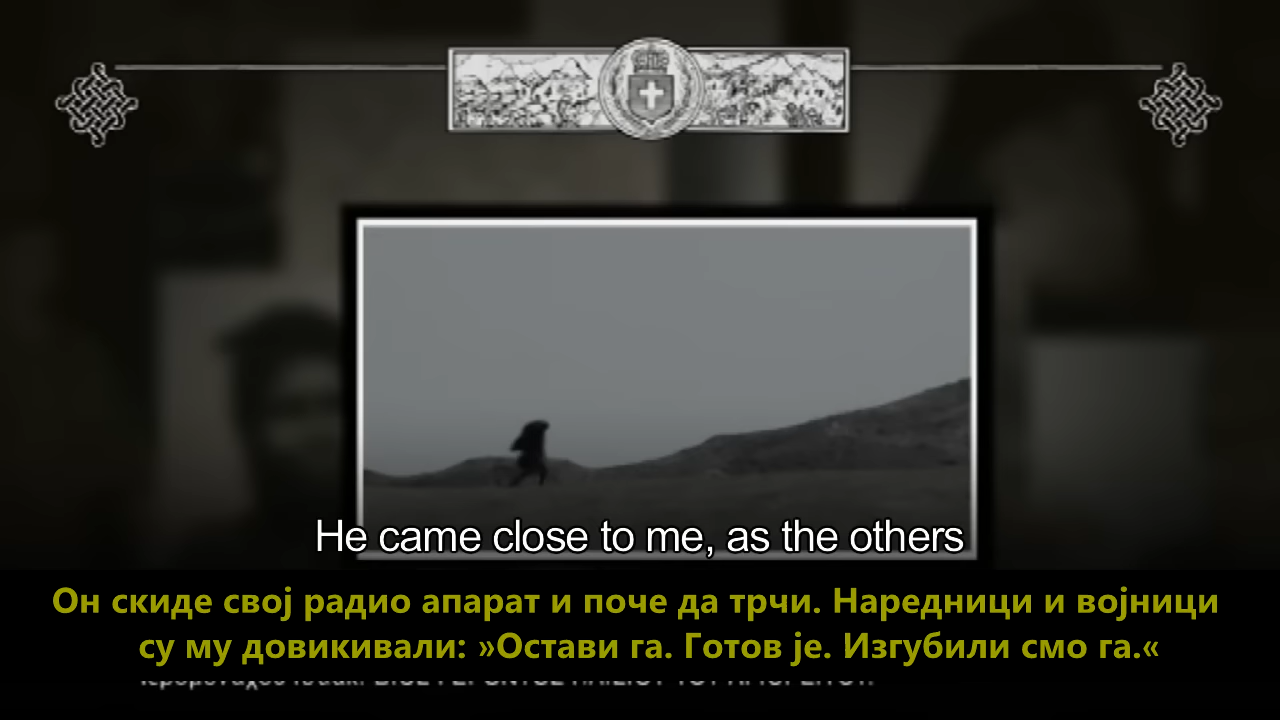 He came close to me, as the others
Он скиде свој радио апарат и поче да трчи. Наредници и војници
су му довикивали: »Остави га. Готов је. Изгубили смо га.«